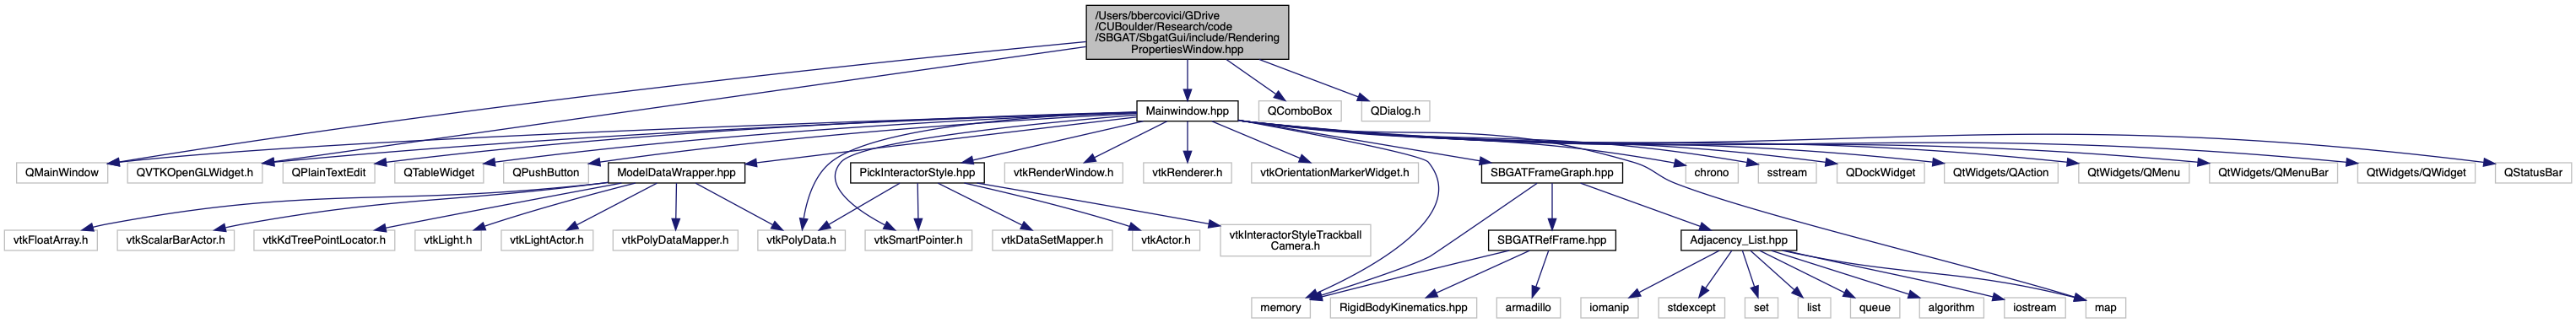 /Users/bbercovici/GDrive
/CUBoulder/Research/code
/SBGAT/SbgatGui/include/Rendering
PropertiesWindow.hpp
Mainwindow.hpp
QComboBox
QDialog.h
QMainWindow
QVTKOpenGLWidget.h
QPlainTextEdit
QTableWidget
QPushButton
ModelDataWrapper.hpp
PickInteractorStyle.hpp
vtkRenderWindow.h
vtkRenderer.h
vtkOrientationMarkerWidget.h
SBGATFrameGraph.hpp
chrono
sstream
QDockWidget
QtWidgets/QAction
QtWidgets/QMenu
QtWidgets/QMenuBar
QtWidgets/QWidget
QStatusBar
vtkFloatArray.h
vtkScalarBarActor.h
vtkKdTreePointLocator.h
vtkLight.h
vtkLightActor.h
vtkPolyDataMapper.h
vtkPolyData.h
vtkSmartPointer.h
vtkDataSetMapper.h
vtkActor.h
vtkInteractorStyleTrackball
Camera.h
SBGATRefFrame.hpp
Adjacency_List.hpp
memory
RigidBodyKinematics.hpp
armadillo
iomanip
stdexcept
set
list
queue
algorithm
iostream
map